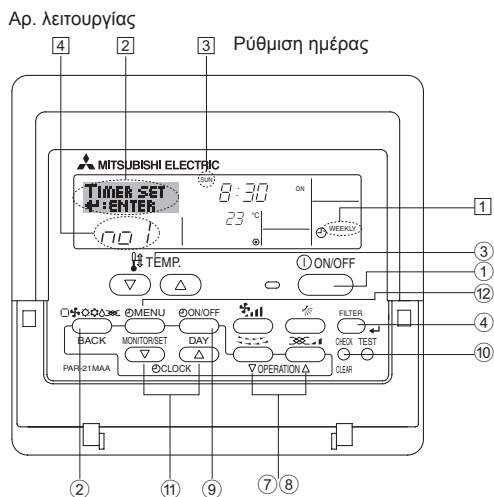 Αρ. λειτουργίας
4 2 3 Ρύθμιση ημέρας
MITSUBISHI ELECTRIC
TIMER SET
↵:ENTER
SUN
8:30
ON
23 °C
WEEKLY
1
no 1
TEMP.
ON/OFF
3
1
12
MENU
ON/OFF
FILTER
4
BACK
MONITOR/SET
DAY
CHECK
TEST
10
PAR-21MAA
CLOCK
▽ OPERATION △
CLEAR
2
11
9
7
8